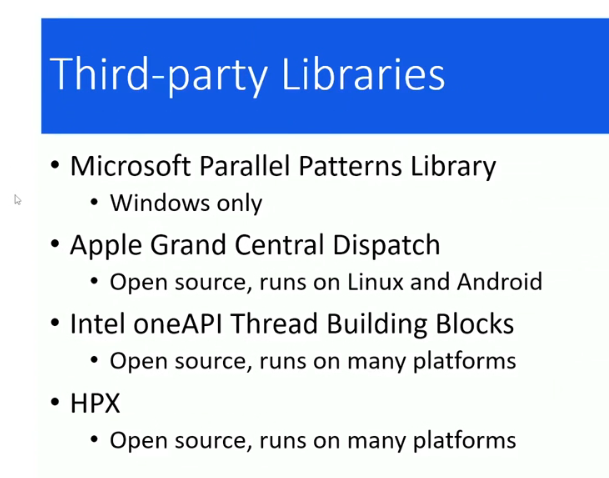 Third-party Libraries
• Microsoft Parallel Patterns Library
• Windows only
• Apple Grand Central Dispatch
• Open source, runs on Linux and Android
• Intel oneAPI Thread Building Blocks
• Open source, runs on many platforms
• HPX
• Open source, runs on many platforms